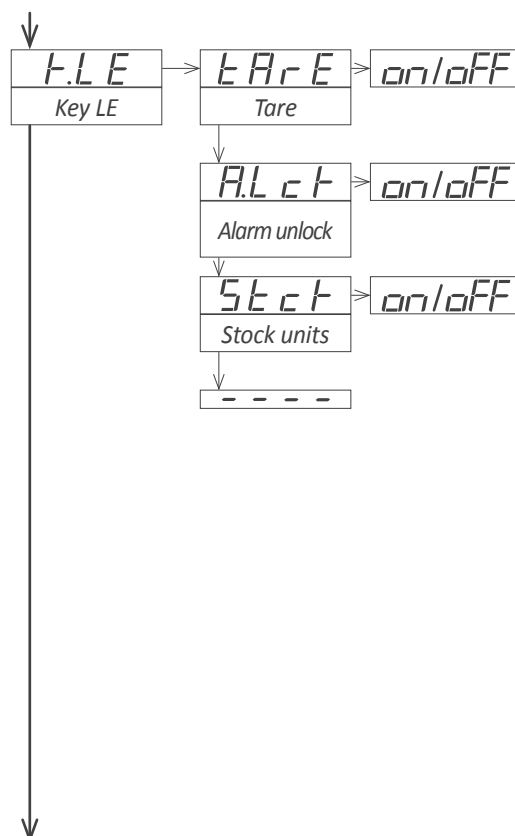 k.LE
Key LE
tArE
Tare
on/oFF
A.Lck
Alarm unlock
on/oFF
Stck
Stock units
on/oFF
- - - -